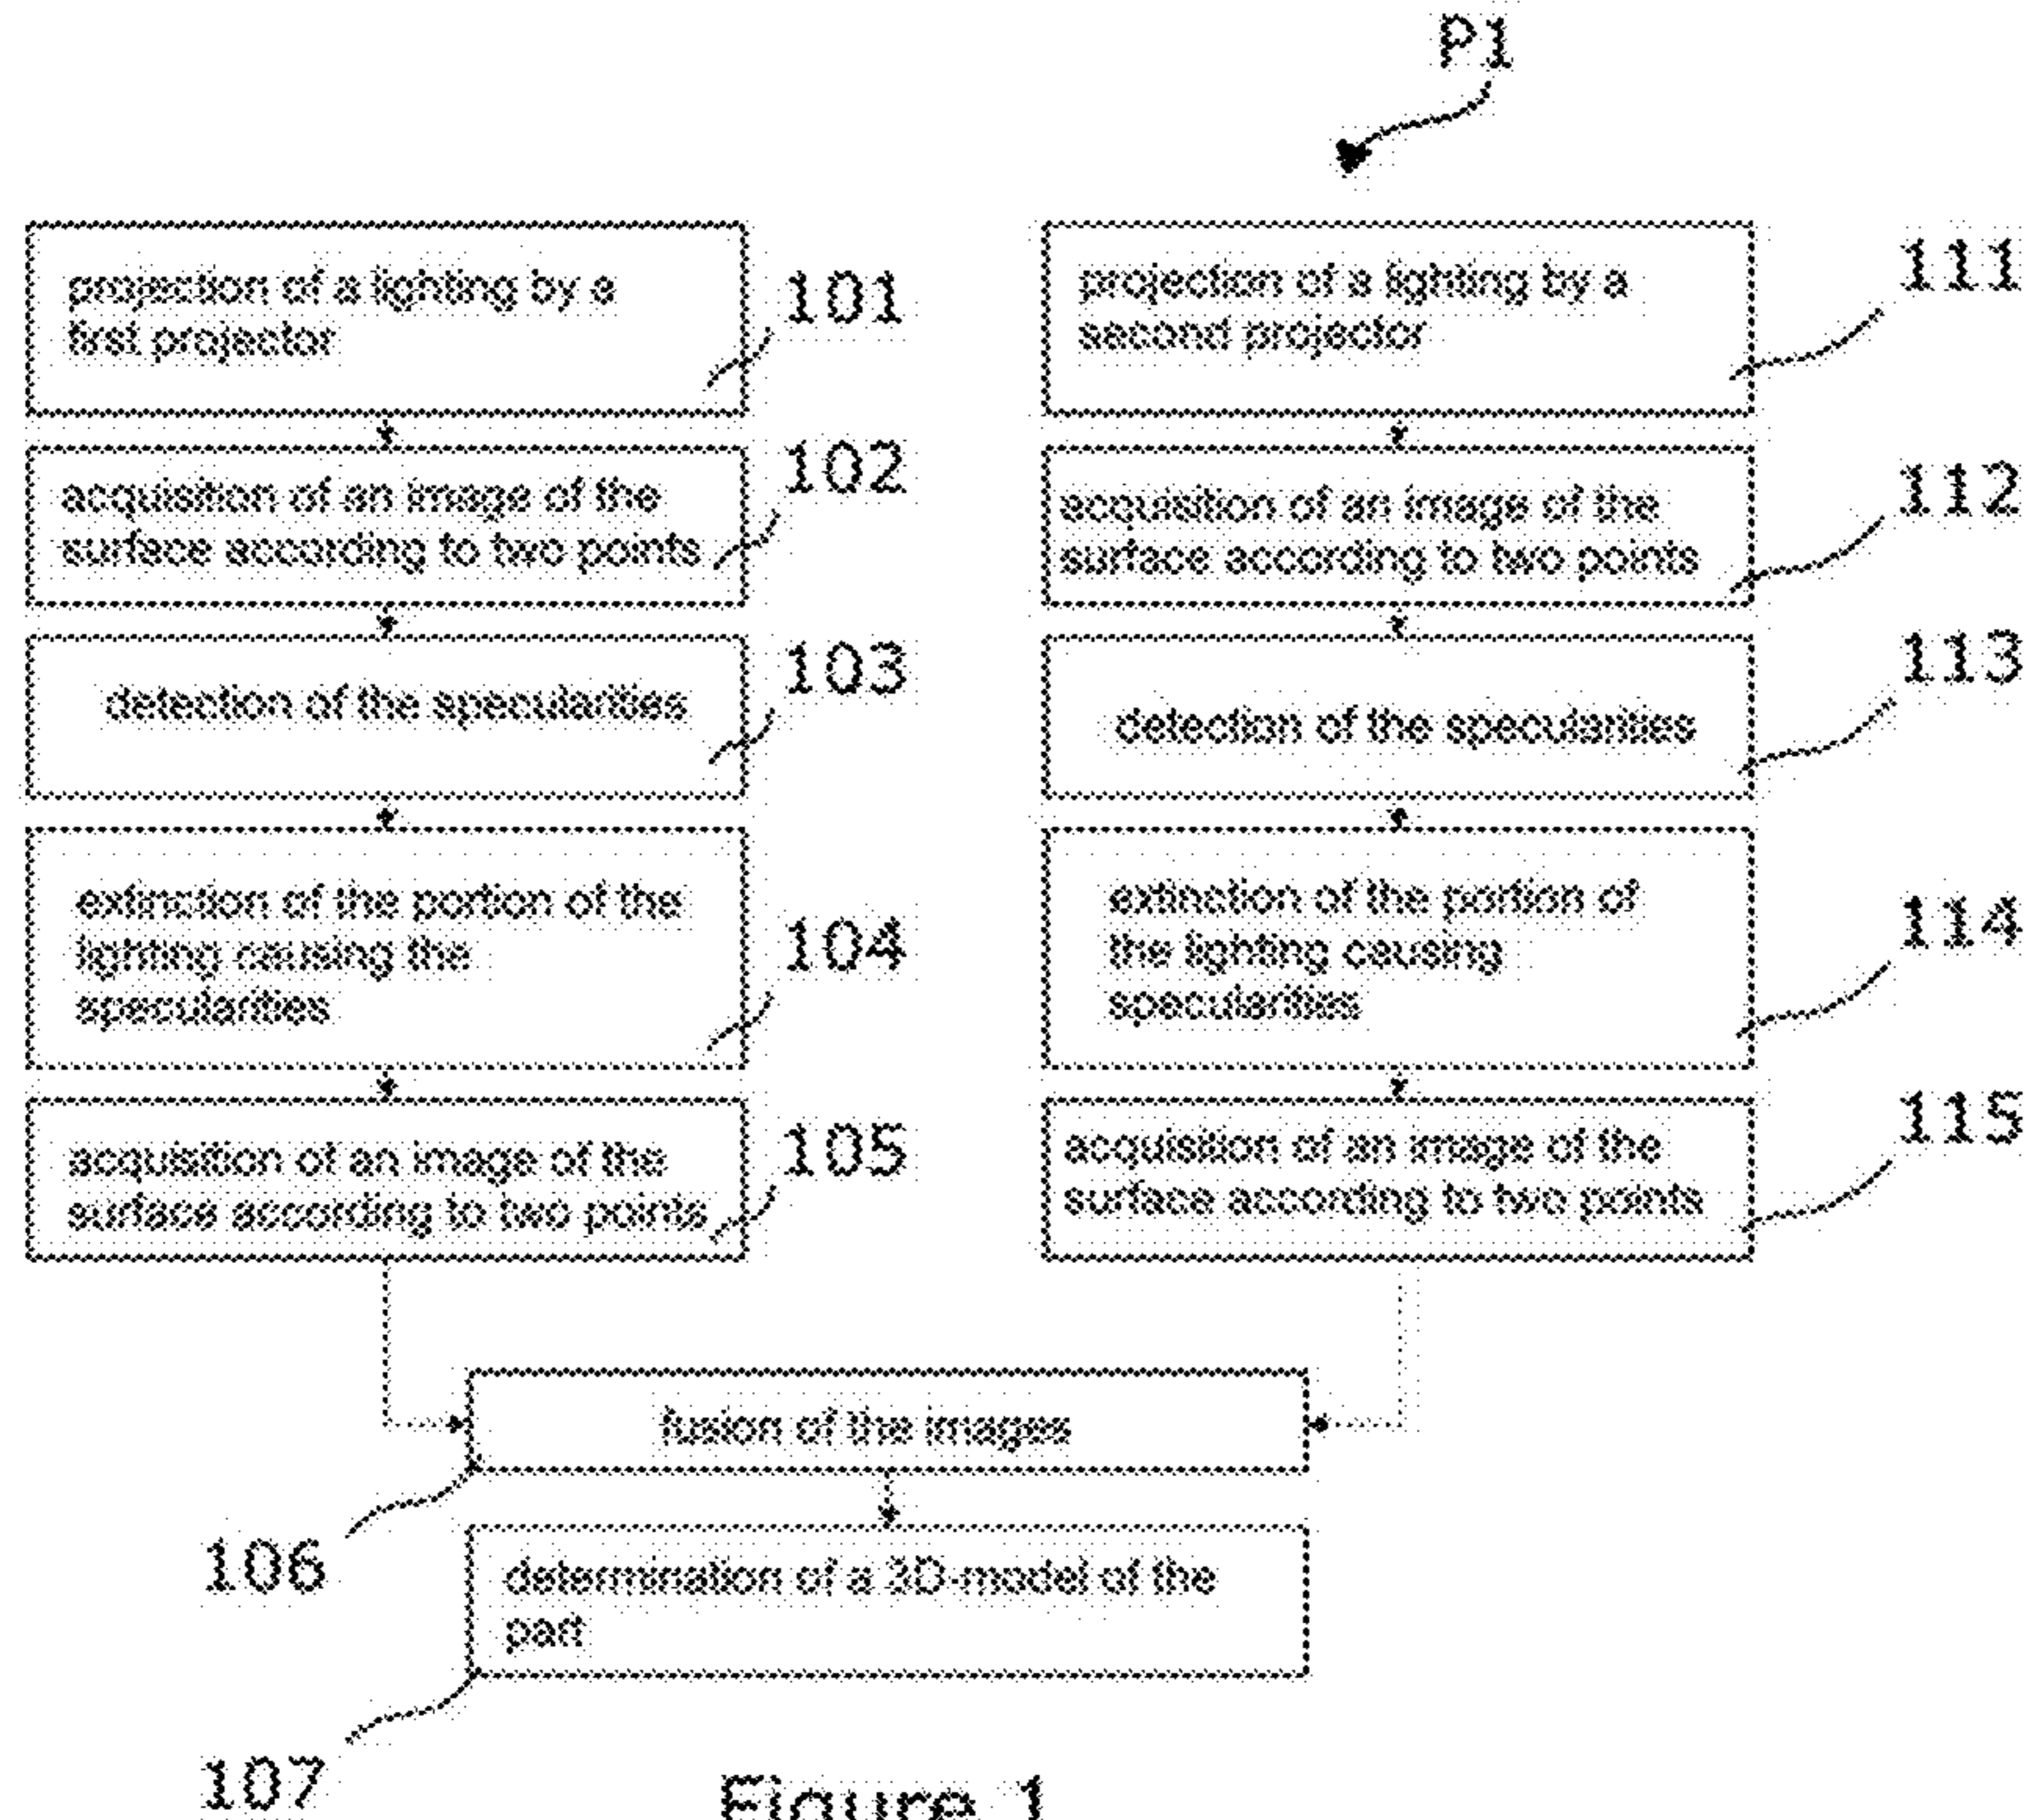 P1
projection of a lighting by a
first projector
101
acquisition of an image of the
surface according to two points
102
detection of the specularities
103
extinction of the portion of the
lighting causing the
specularities
104
acquisition of an image of the
surface according to two points
105
projection of a lighting by a
second projector
111
acquisition of an image of the
surface according to two points
112
detection of the specularities
113
extinction of the portion of
the lighting causing
specularities
114
acquisition of an image of the
surface according to two points
115
fusion of the images
106
determination of a 3D-model of the
part
107
Figure 1